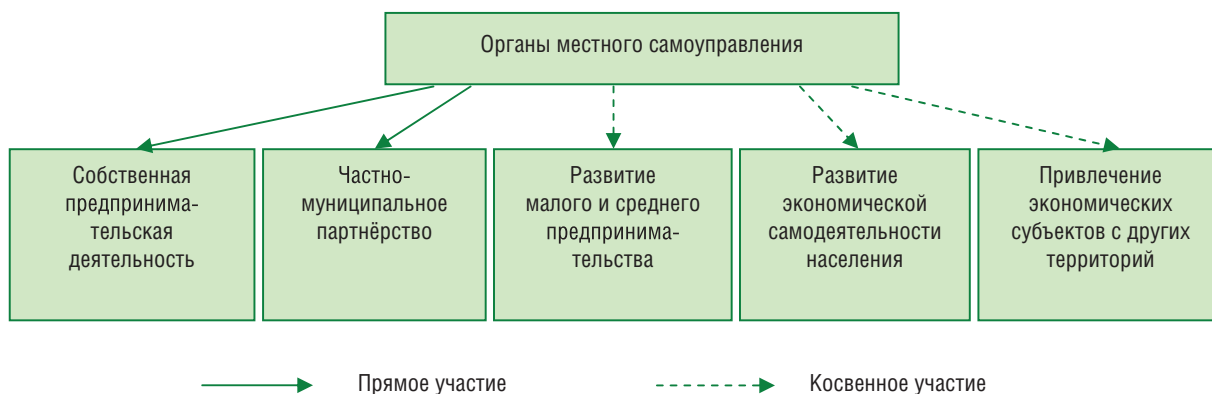 Органы местного самоуправления
Собственная
предпринима-
тельская
деятельность
Частно-
муниципальное
партнёрство
Развитие
малого и среднего
предпринима-
тельства
Развитие
экономической
самодеятельности
населения
Привлечение
экономических
субъектов с других
территорий
Прямое участие
Косвенное участие